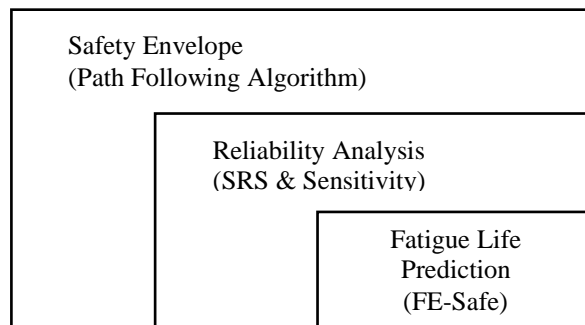 Safety Envelope
(Path Following Algorithm)
Reliability Analysis
(SRS & Sensitivity)
Fatigue Life
Prediction
(FE-Safe)